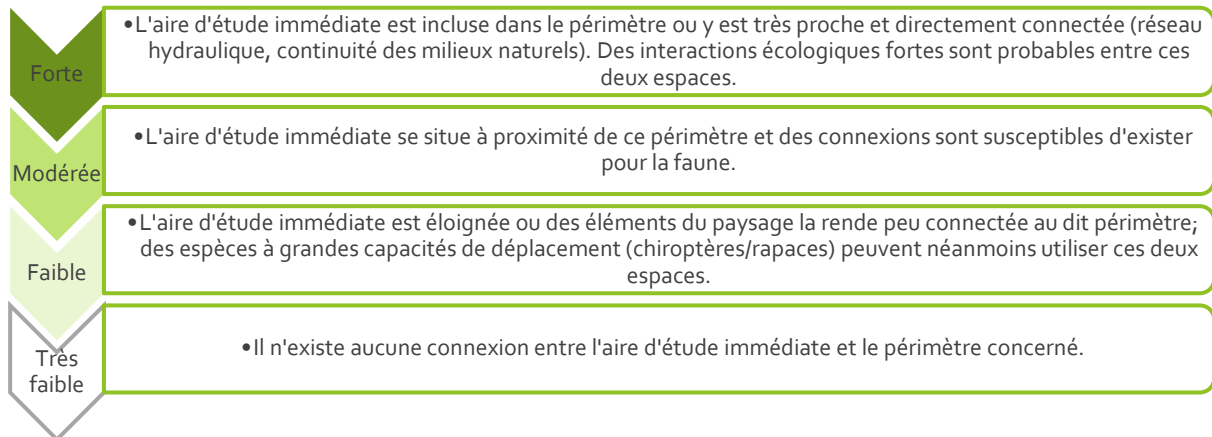 Forte
•L'aire d'étude immédiate est incluse dans le périmètre ou y est très proche et directement connectée (réseau
hydraulique, continuité des milieux naturels). Des interactions écologiques fortes sont probables entre ces
deux espaces.
Modérée
•L'aire d'étude immédiate se situe à proximité de ce périmètre et des connexions sont susceptibles d'exister
pour la faune.
Faible
•L'aire d'étude immédiate est éloignée ou des éléments du paysage la rende peu connectée au dit périmètre;
des espèces à grandes capacités de déplacement (chiroptères/rapaces) peuvent néanmoins utiliser ces deux
espaces.
Très
faible
•Il n'existe aucune connexion entre l'aire d'étude immédiate et le périmètre concerné.